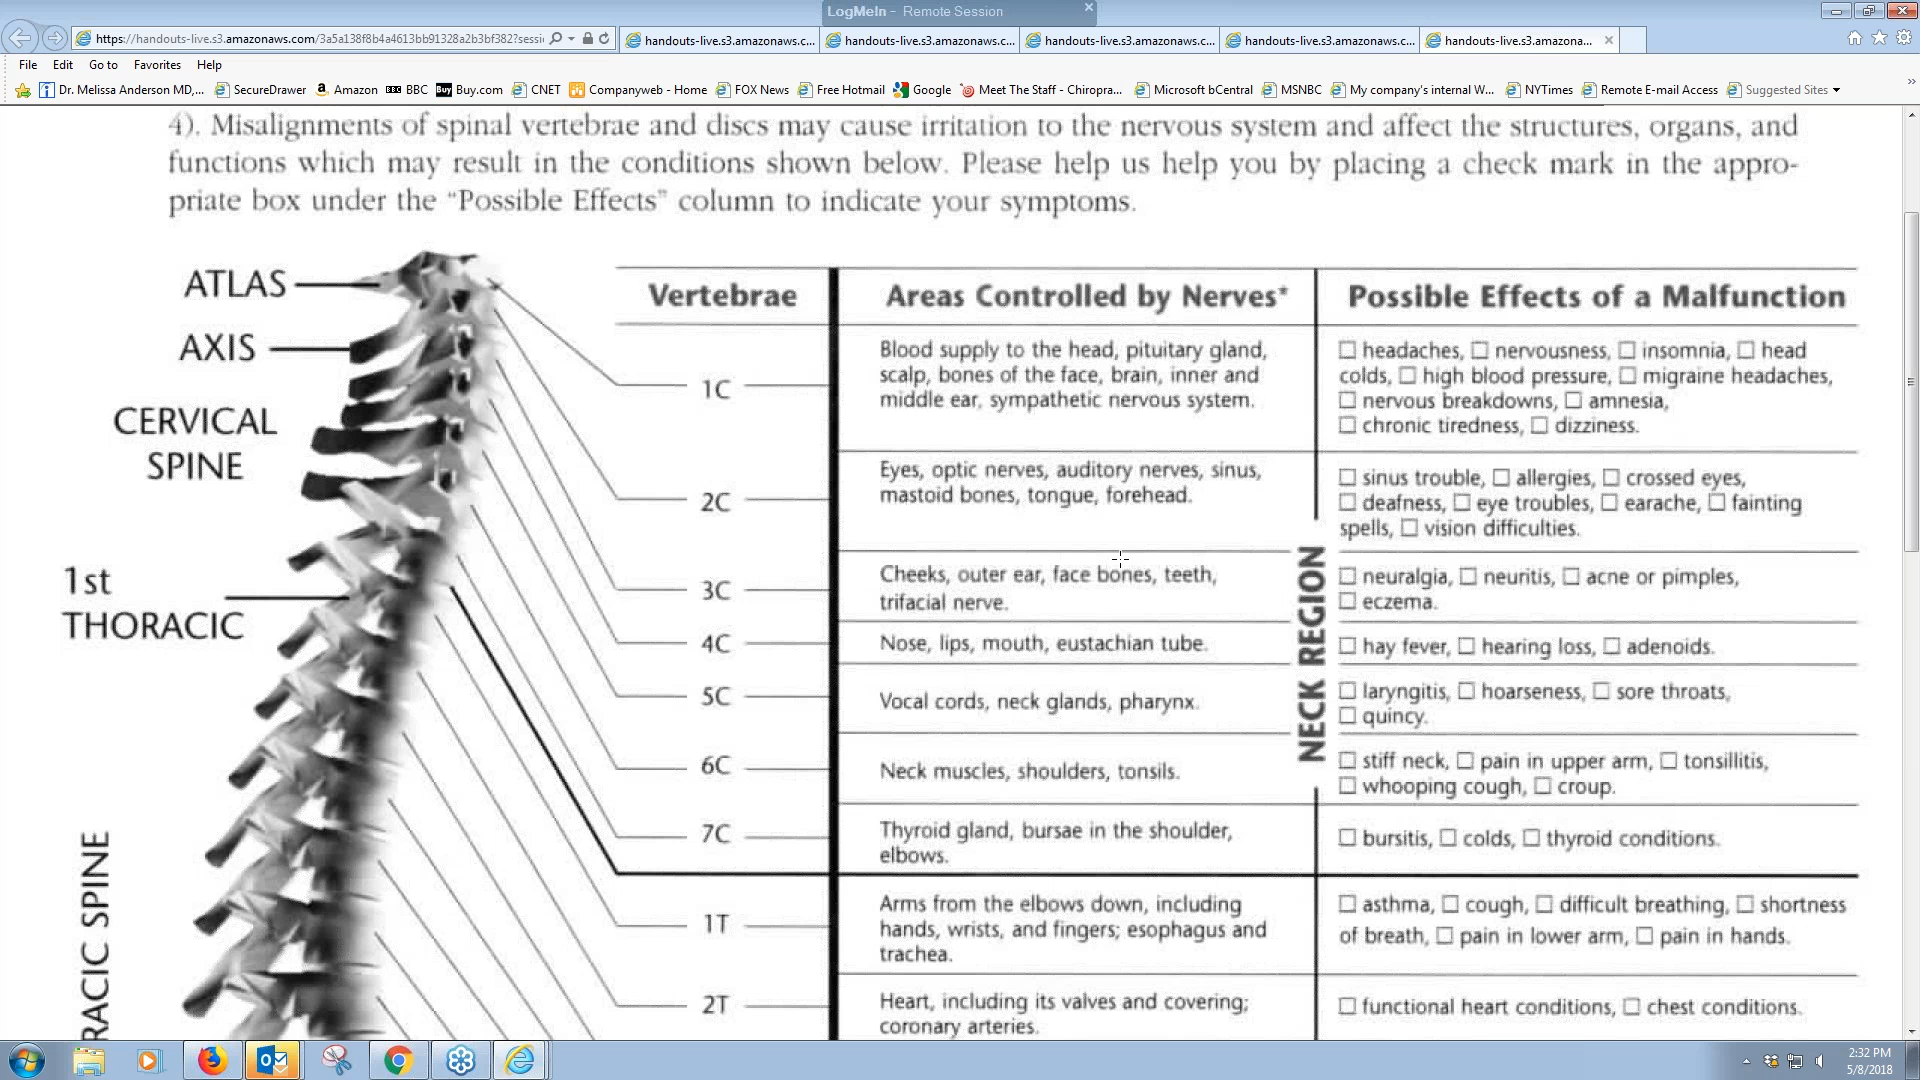 LogMeIn - Remote Session
https://handouts-live.s3.amazonaws.com/3a5a138f8b4a4613bb91328a2b3bf382?sessi
handouts-live.s3.amazonaws.c...
handouts-live.s3.amazonaws.c...
handouts-live.s3.amazonaws.c...
handouts-live.s3.amazonaws.c...
handouts-live.s3.amazona...
File Edit Go to Favorites Help
Dr. Melissa Anderson MD,... SecureDrawer Amazon BBC Buy.com CNET Companyweb - Home FOX News Free Hotmail Google Meet The Staff - Chiropra... Microsoft bCentral MSNBC My company's internal W... NYTimes Remote E-mail Access Suggested Sites
4). Misalignments of spinal vertebrae and discs may cause irritation to the nervous system and affect the structures, organs, and
functions which may result in the conditions shown below. Please help us help you by placing a check mark in the appro-
priate box under the “Possible Effects” column to indicate your symptoms.
ATLAS
AXIS
CERVICAL
SPINE
1st
THORACIC
RACIC SPINE
Vertebrae
Areas Controlled by Nerves*
Possible Effects of a Malfunction
1C
Blood supply to the head, pituitary gland,
scalp, bones of the face, brain, inner and
middle ear, sympathetic nervous system.
☐ headaches, ☐ nervousness, ☐ insomnia, ☐ head
colds, ☐ high blood pressure, ☐ migraine headaches,
☐ nervous breakdowns, ☐ amnesia,
☐ chronic tiredness, ☐ dizziness.
2C
Eyes, optic nerves, auditory nerves, sinus,
mastoid bones, tongue, forehead.
☐ sinus trouble, ☐ allergies, ☐ crossed eyes,
☐ deafness, ☐ eye troubles, ☐ earache, ☐ fainting
spells, ☐ vision difficulties.
NECK REGION
3C
Cheeks, outer ear, face bones, teeth,
trifacial nerve.
☐ neuralgia, ☐ neuritis, ☐ acne or pimples,
☐ eczema.
4C
Nose, lips, mouth, eustachian tube.
☐ hay fever, ☐ hearing loss, ☐ adenoids.
5C
Vocal cords, neck glands, pharynx.
☐ laryngitis, ☐ hoarseness, ☐ sore throats,
☐ quincy.
6C
Neck muscles, shoulders, tonsils.
☐ stiff neck, ☐ pain in upper arm, ☐ tonsillitis,
☐ whooping cough, ☐ croup.
7C
Thyroid gland, bursae in the shoulder,
elbows.
☐ bursitis, ☐ colds, ☐ thyroid conditions.
1T
Arms from the elbows down, including
hands, wrists, and fingers; esophagus and
trachea.
☐ asthma, ☐ cough, ☐ difficult breathing, ☐ shortness
of breath, ☐ pain in lower arm, ☐ pain in hands.
2T
Heart, including its valves and covering;
coronary arteries.
☐ functional heart conditions, ☐ chest conditions.
2:32 PM
5/8/2018